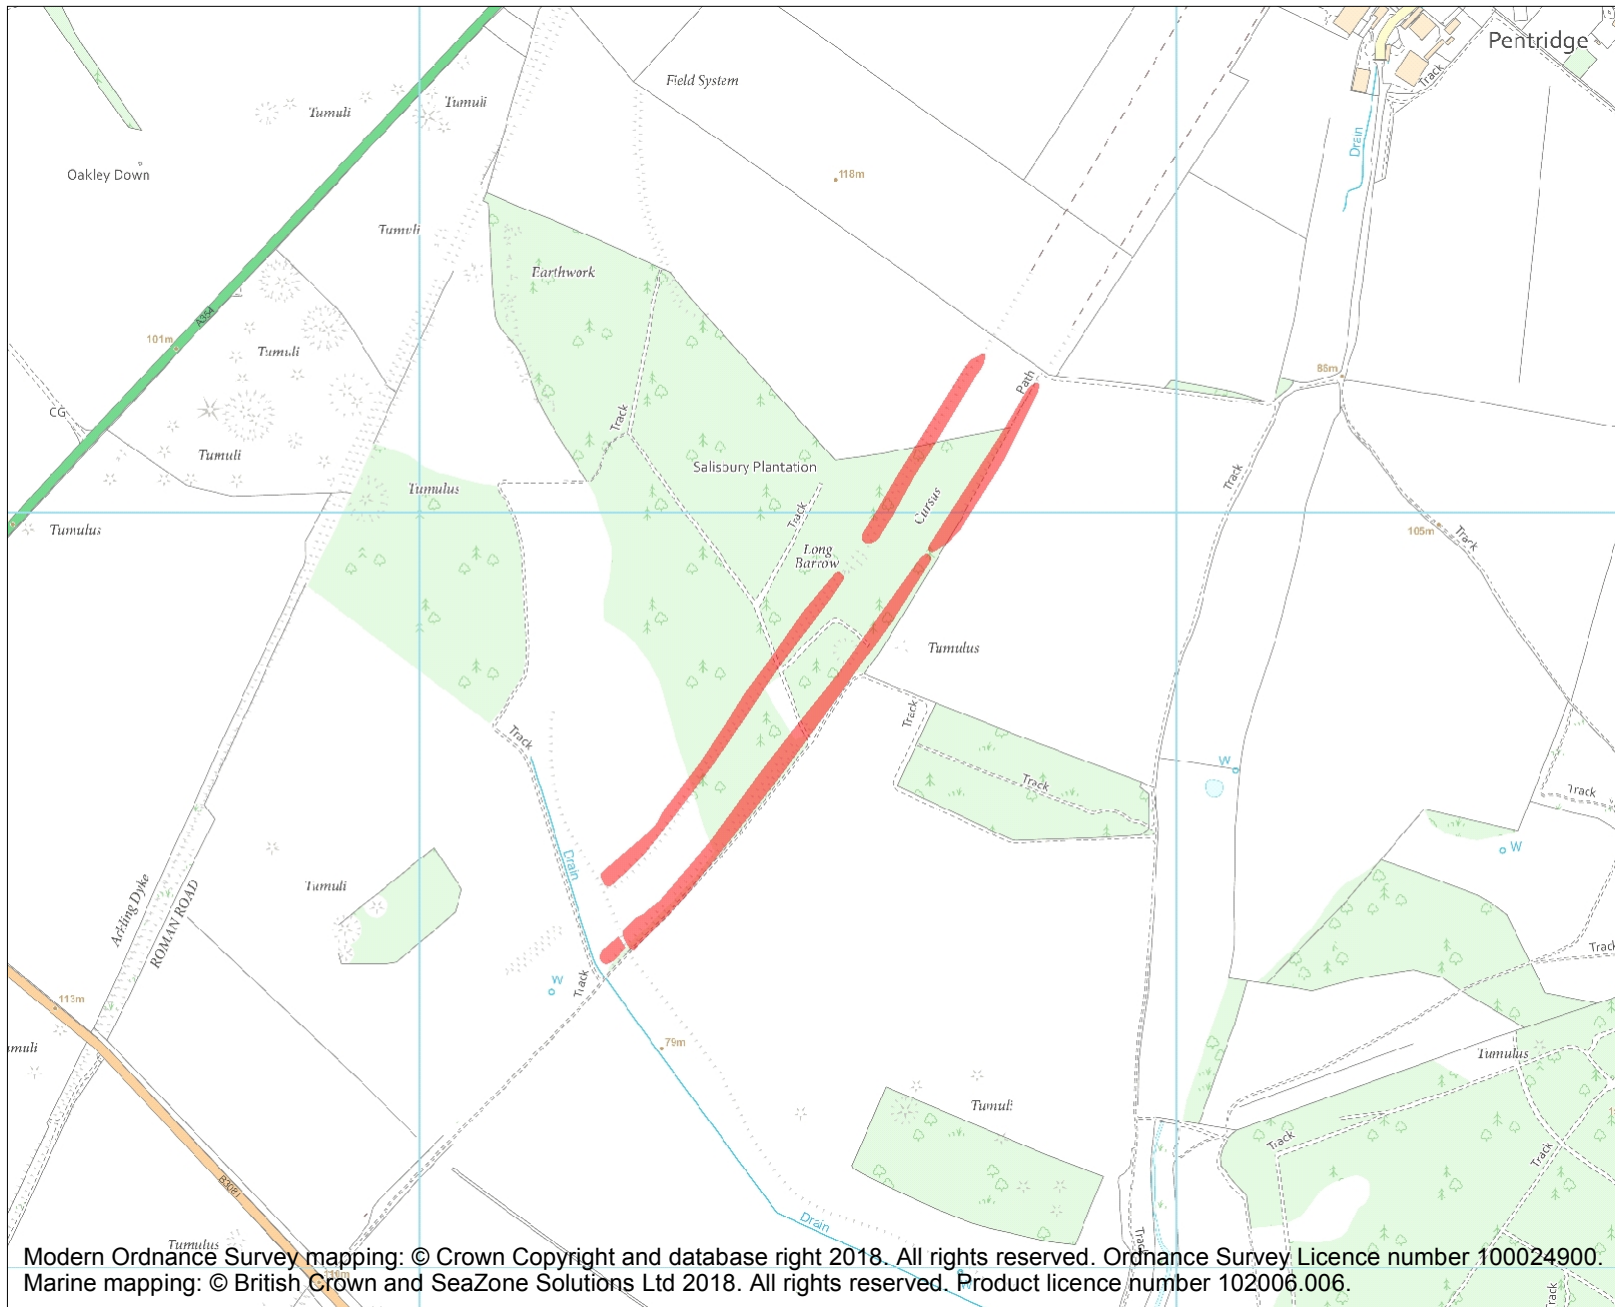 Pentridge
Field System
Track
Tumuli
Tumuli
Drain
Oakley Down
118m
Tumuli
Earthwork
A354
101m
Tumuli
85m
Path
CG
Track
Tumuli
Salisbury Plantation
Track
Tumulus
Cursus
Track
Tumulus
105m
Track
Long
Barrow
Tumulus
Track
Track
W
Track
Track
W
Drain
Tumuli
Ackling Dyke
ROMAN ROAD
Track
W
Track
113m
79m
Tumulus
Tumuli
Track
Track
B3081
Drain
Track
Tumulus
W
Track
Modern Ordnance Survey mapping: © Crown Copyright and database right 2018. All rights reserved. Ordnance Survey Licence number 100024900.
Marine mapping: © British Crown and SeaZone Solutions Ltd 2018. All rights reserved. Product licence number 102006.006.